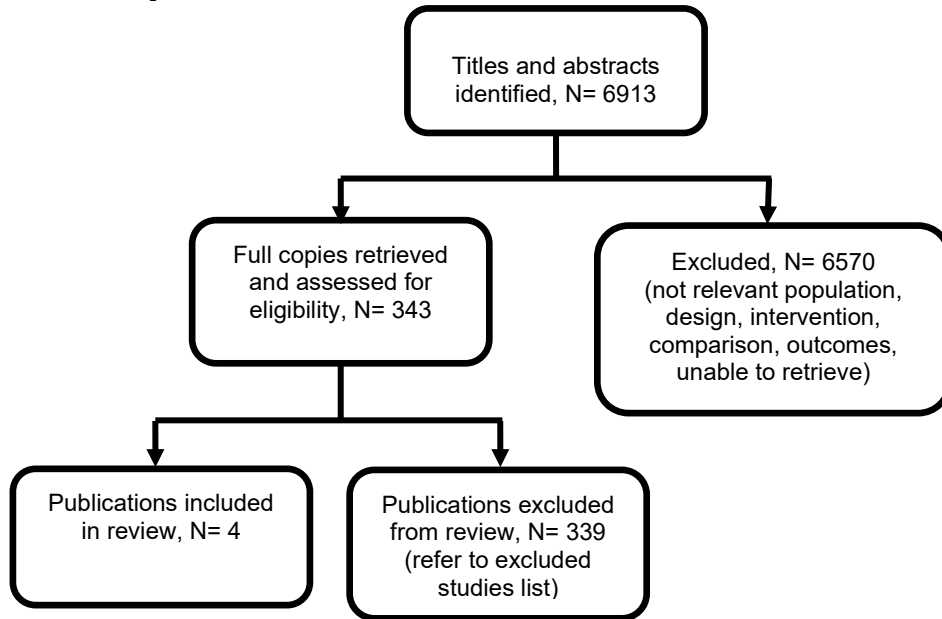 Titles and abstracts
identified, N= 6913
Full copies retrieved
and assessed for
eligibility, N= 343
Excluded, N= 6570
(not relevant population,
design, intervention,
comparison, outcomes,
unable to retrieve)
Publications included
in review, N= 4
Publications excluded
from review, N= 339
(refer to excluded
studies list)